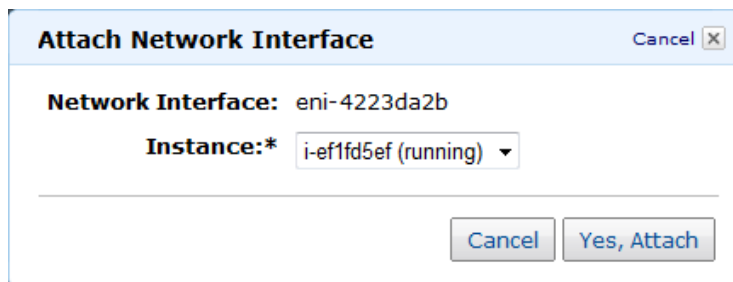 Attach Network Interface Cancel X
Network Interface: eni-4223da2b
Instance:* i-ef1fd5ef (running)
Cancel Yes, Attach